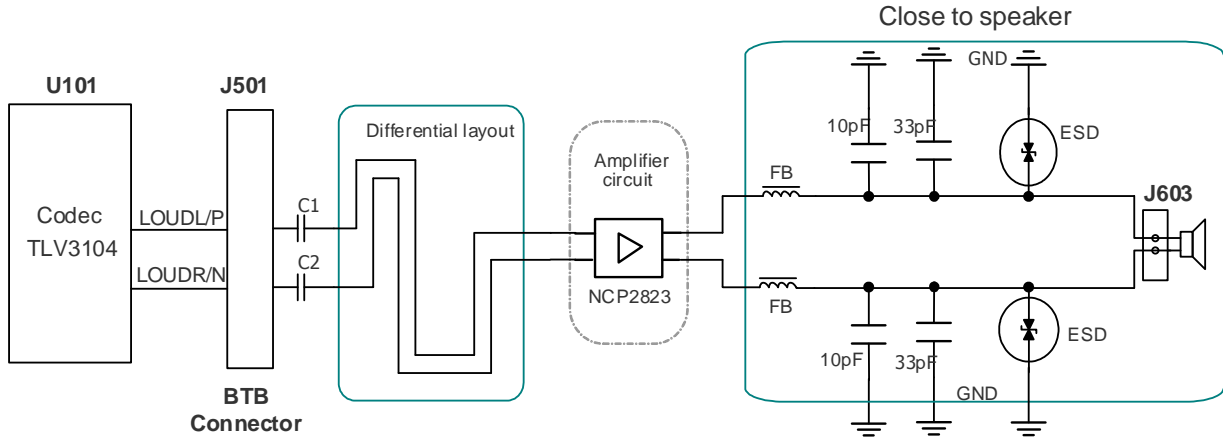 Close to speaker
U101
J501
Differential layout
Amplifier
circuit
GND
10pF
33pF
ESD
FB
J603
Codec
TLV3104
LOUDL/P
C1
LOUDR/N
C2
NCP2823
FB
10pF
33pF
ESD
GND
BTB
Connector